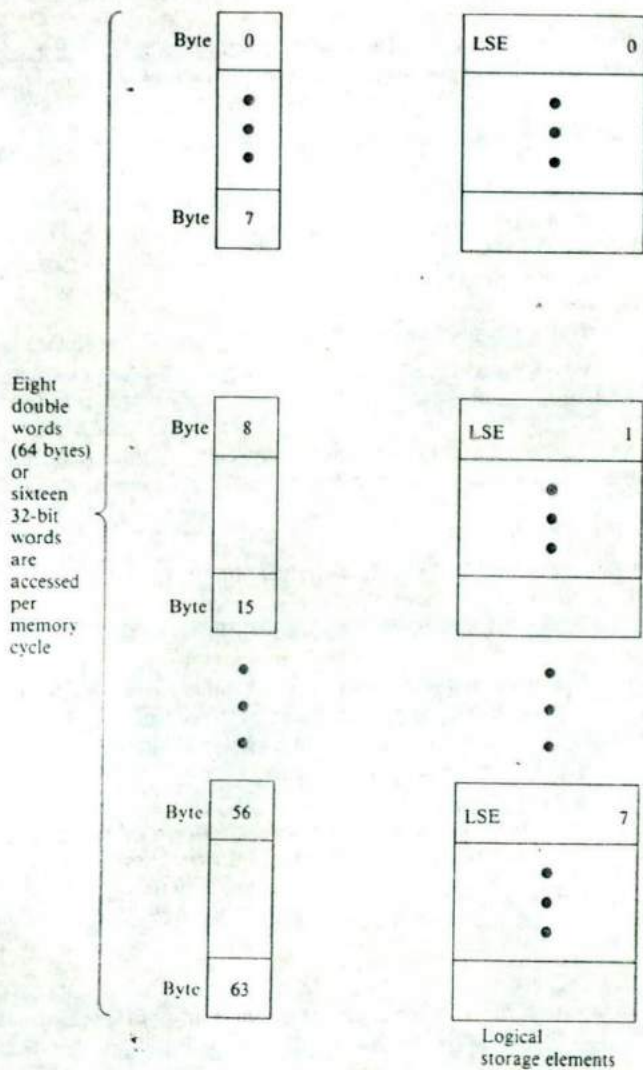 Byte 0
LSE 0
Byte 7
Eight
double
words
(64 bytes)
or
sixteen
32-bit
words
are
accessed
per
memory
cycle
Byte 8
LSE 1
Byte 15
Byte 56
LSE 7
Byte 63
Logical
storage elements